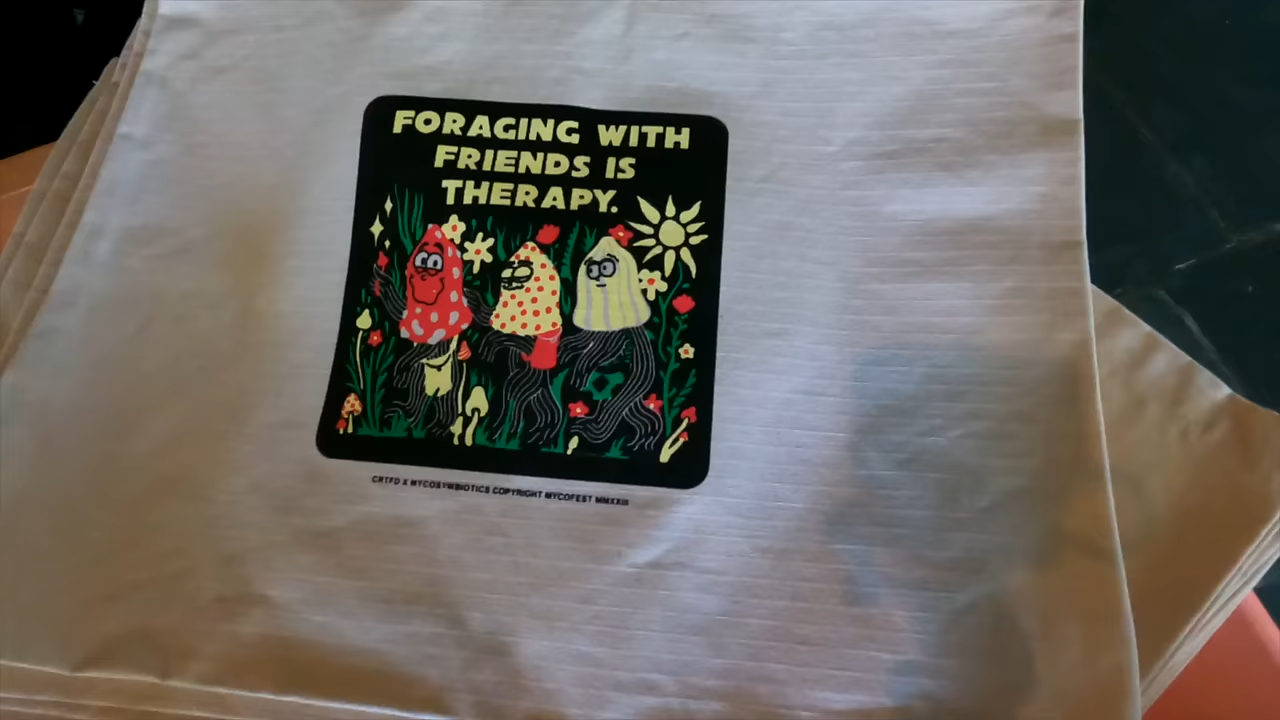 FORAGING WITH
FRIENDS IS
THERAPY.
CRTFD X MYCOSYMBIOTICS COPYRIGHT MYCOFEST MMXXIII